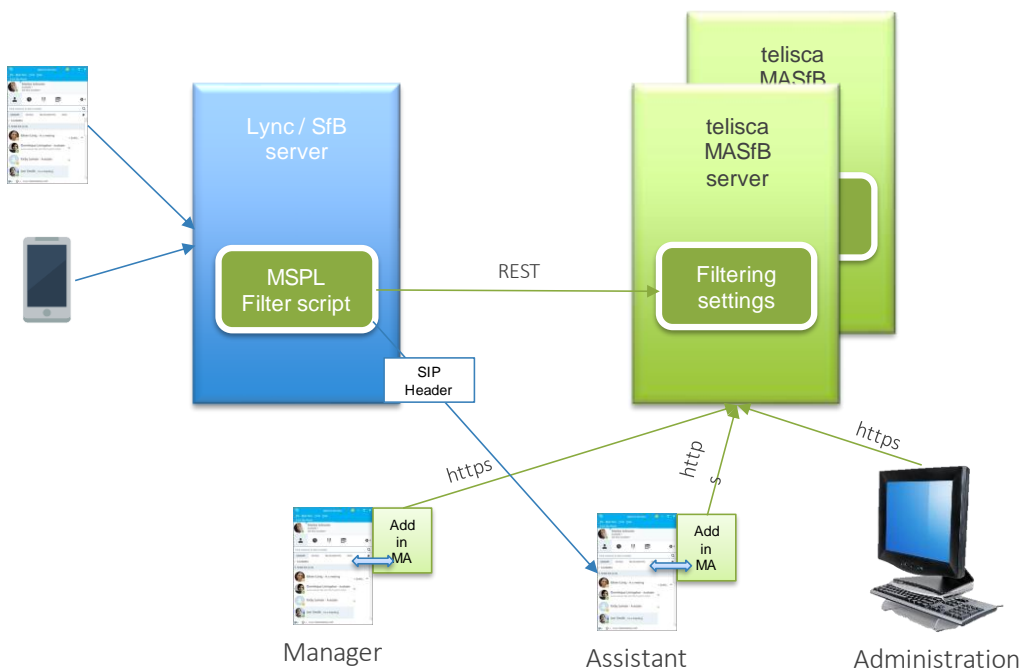 telisca
MASfB
Lync / SfB
server
telisca
MASfB
server
MSPL
Filter script
REST
Filtering
settings
SIP
Header
https
http
s
https
Add
in
MA
Add
in
MA
Manager
Assistant
Administration